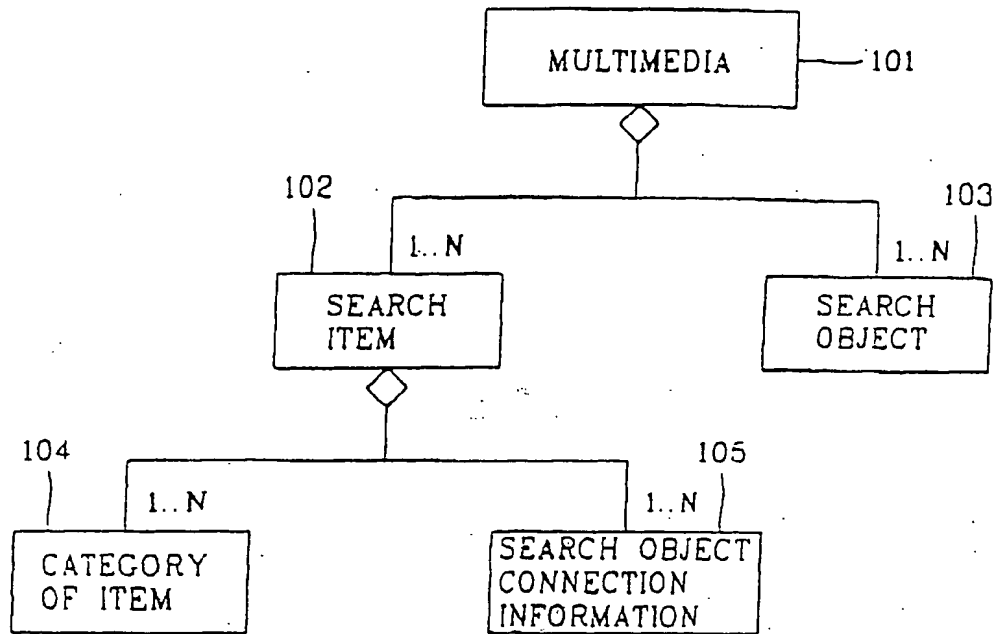 MULTIMEDIA
101
102
103
1..N
1..N
SEARCH
ITEM
SEARCH
OBJECT
104
105
1..N
1..N
CATEGORY
OF ITEM
SEARCH OBJECT
CONNECTION
INFORMATION